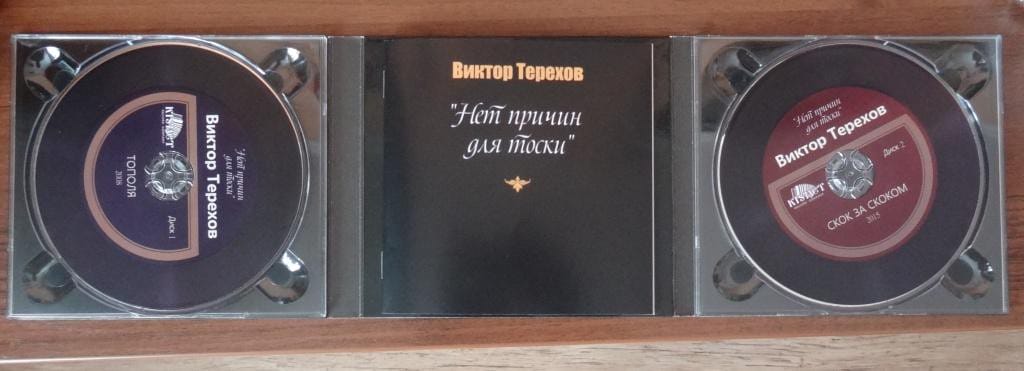 Виктор Терехов
"Нет причин
для тоски"
ТОПОЛЯ
2008
Диск 1
Виктор Терехов
"Нет причин
для тоски"
"Нет причин
для тоски"
Виктор Терехов
Диск 2
СКОК ЗА СКОКОМ
2015